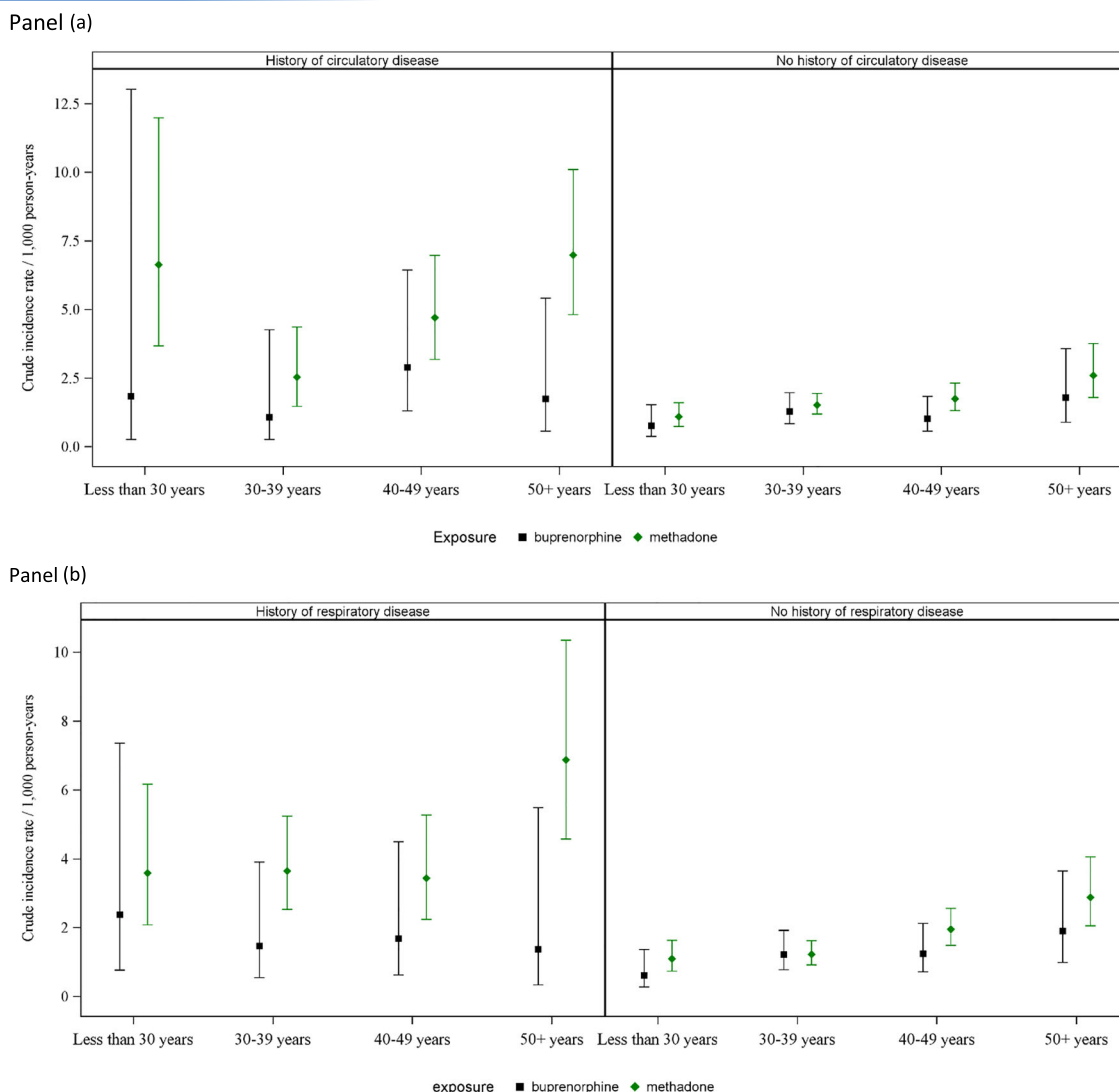 Panel (a)
History of circulatory disease
No history of circulatory disease
Crude incidence rate / 1,000 person-years
12.5
10.0
7.5
5.0
2.5
0.0
Less than 30 years
30-39 years
40-49 years
50+ years
Less than 30 years
30-39 years
40-49 years
50+ years
Exposure buprenorphine methadone
Panel (b)
History of respiratory disease
No history of respiratory disease
Crude incidence rate / 1,000 person-years
10
8
6
4
2
0
Less than 30 years
30-39 years
40-49 years
50+ years
Less than 30 years
30-39 years
40-49 years
50+ years
exposure buprenorphine methadone